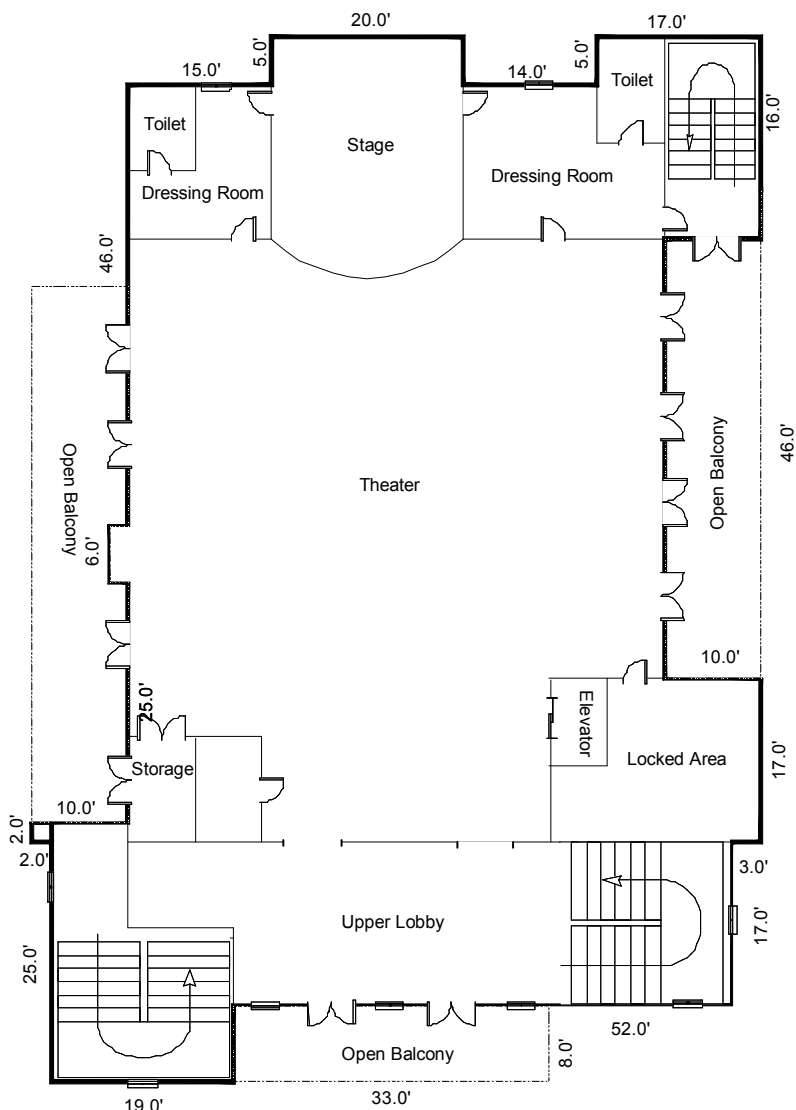 20.0'
17.0'
5.0'
5.0'
15.0'
14.0'
Toilet
Toilet
16.0'
Stage
Dressing Room
Dressing Room
46.0'
Open Balcony
Theater
Open Balcony
46.0'
6.0'
10.0'
25.0'
Elevator
Storage
Locked Area
17.0'
10.0'
2.0'
2.0'
3.0'
Upper Lobby
17.0'
25.0'
52.0'
Open Balcony
8.0'
19.0'
33.0'